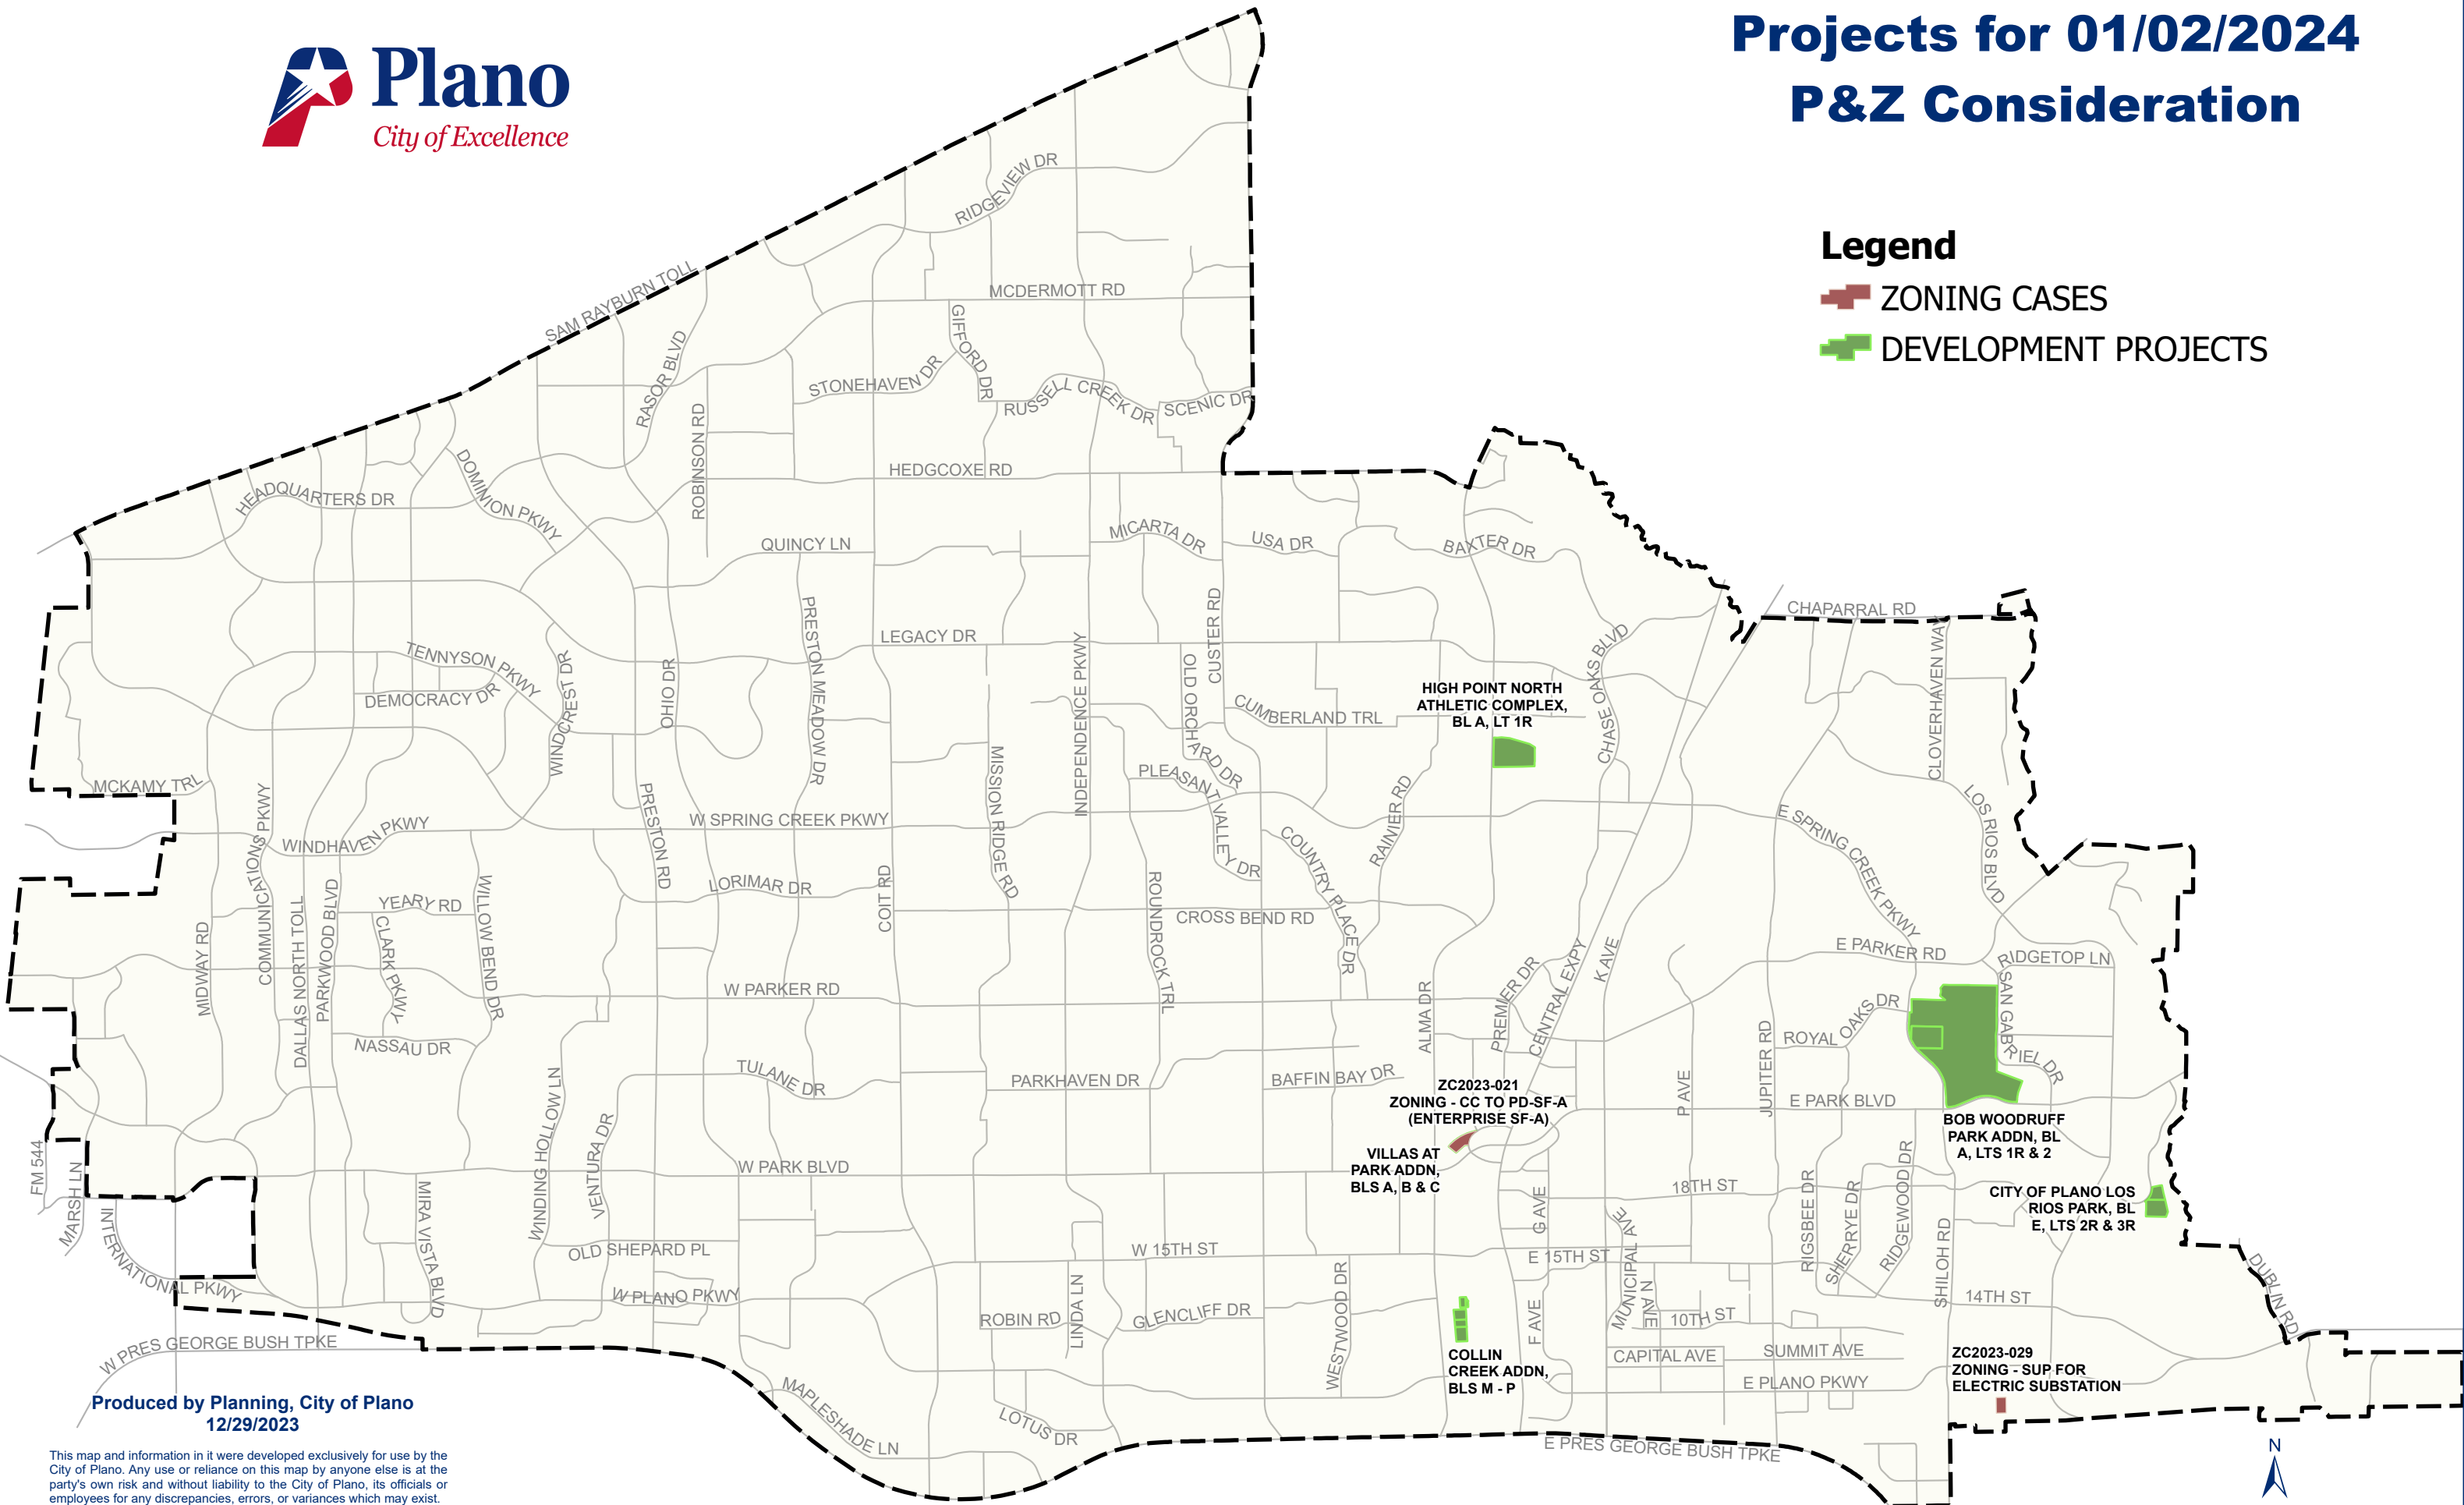 Plano
City of Excellence
Projects for 01/02/2024
P&Z Consideration
Legend
ZONING CASES
DEVELOPMENT PROJECTS
RIDGEVIEW DR
SAM RAYBURN TOLL
MCDERMOTT RD
GIFFORD DR
RASOR BLVD
STONEHAVEN DR
RUSSELL CREEK DR
SCENIC DR
ROBINSON RD
HEDGCOXE RD
HEADQUARTERS DR
DOMINION PKWY
QUINCY LN
MICARTA DR
USA DR
BAXTER DR
CHAPARRAL RD
CLOVERHAVEN WAY
LEGACY DR
PRESTON MEADOW DR
INDEPENDENCE PKWY
CUSTER RD
OLD ORCHARD DR
CHASE OAKS BLVD
TENNYSON PKWY
DEMOCRACY DR
WINDCREST DR
OHIO DR
CUMBERLAND TRL
HIGH POINT NORTH
ATHLETIC COMPLEX,
BL A, LT 1R
MCKAMY TRL
MISSION RIDGE RD
PLEASANT VALLEY DR
RAINIER RD
LOS RIOS BLVD
COMMUNICATIONS PKWY
WINDHAVEN PKWY
PRESTON RD
W SPRING CREEK PKWY
COUNTRY PLACE DR
E SPRING CREEK PKWY
LORIMAR DR
COIT RD
ROUNDROCK TRL
CROSS BEND RD
YEARY RD
CLARK PKWY
WILLOW BEND DR
MIDWAY RD
DALLAS NORTH TOLL
PARKWOOD BLVD
NASSAU DR
W PARKER RD
E PARKER RD
RIDGETOP LN
SAN GABRIEL DR
ALMA DR
PREMIER DR
CENTRAL EXPY
K AVE
ROYAL OAKS DR
JUPITER RD
P AVE
TULANE DR
PARKHAVEN DR
BAFFIN BAY DR
ZC2023-021
ZONING - CC TO PD-SF-A
(ENTERPRISE SF-A)
E PARK BLVD
BOB WOODRUFF
PARK ADDN, BL
A, LTS 1R & 2
WINDING HOLLOW LN
VENTURA DR
W PARK BLVD
VILLAS AT
PARK ADDN,
BLS A, B & C
18TH ST
G AVE
RIGSBEE DR
SHERRYE DR
RIDGEWOOD DR
SHILOH RD
CITY OF PLANO LOS
RIOS PARK, BL
E, LTS 2R & 3R
FM 544
MARSH LN
INTERNATIONAL PKWY
MIRA VISTA BLVD
OLD SHEPARD PL
W 15TH ST
E 15TH ST
MUNICIPAL AVE
N AVE
DUBLIN RD
W PLANO PKWY
ROBIN RD
LINDA LN
GLENCLIFF DR
WESTWOOD DR
F AVE
10TH ST
14TH ST
W PRES GEORGE BUSH TPKE
COLLIN
CREEK ADDN,
BLS M - P
CAPITAL AVE
SUMMIT AVE
E PLANO PKWY
ZC2023-029
ZONING - SUP FOR
ELECTRIC SUBSTATION
MAPLESHADE LN
LOTUS DR
E PRES GEORGE BUSH TPKE
N
Produced by Planning, City of Plano
12/29/2023
This map and information in it were developed exclusively for use by the
City of Plano. Any use or reliance on this map by anyone else is at the
party's own risk and without liability to the City of Plano, its officials or
employees for any discrepancies, errors, or variances which may exist.